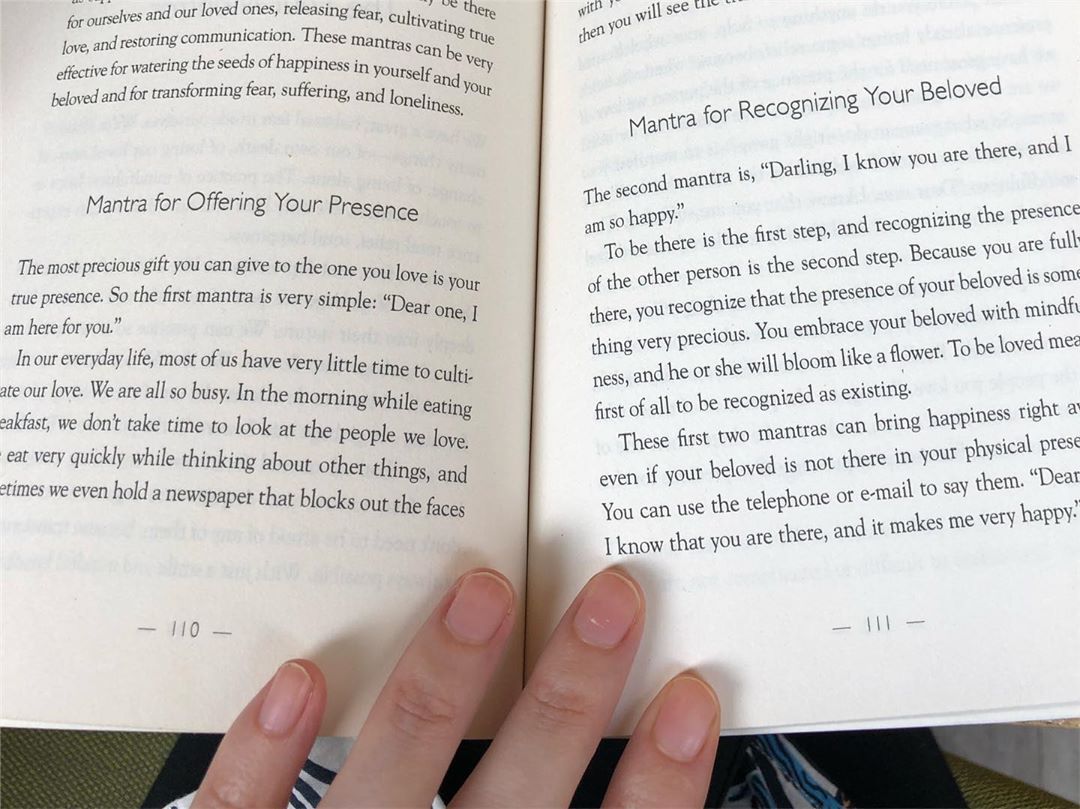 be there
for ourselves and our loved ones, releasing fear, cultivating true
love, and restoring communication. These mantras can be very
effective for watering the seeds of happiness in yourself and your
beloved and for transforming fear, suffering, and loneliness.
Mantra for Offering Your Presence
The most precious gift you can give to the one you love is your
true presence. So the first mantra is very simple: “Dear one, I
am here for you.”
In our everyday life, most of us have very little time to culti-
ate our love. We are all so busy. In the morning while eating
eakfast, we don’t take time to look at the people we love.
eat very quickly while thinking about other things, and
etimes we even hold a newspaper that blocks out the faces
— 110 —
with
then you will see the
Mantra for Recognizing Your Beloved
The second mantra is, “Darling, I know you are there, and I
am so happy.”
To be there is the first step, and recognizing the presence
of the other person is the second step. Because you are fully
there, you recognize that the presence of your beloved is some
thing very precious. You embrace your beloved with mindfu
ness, and he or she will bloom like a flower. To be loved mea
first of all to be recognized as existing.
These first two mantras can bring happiness right aw
even if your beloved is not there in your physical prese
You can use the telephone or e-mail to say them. “Dear
I know that you are there, and it makes me very happy.”
— 111 —